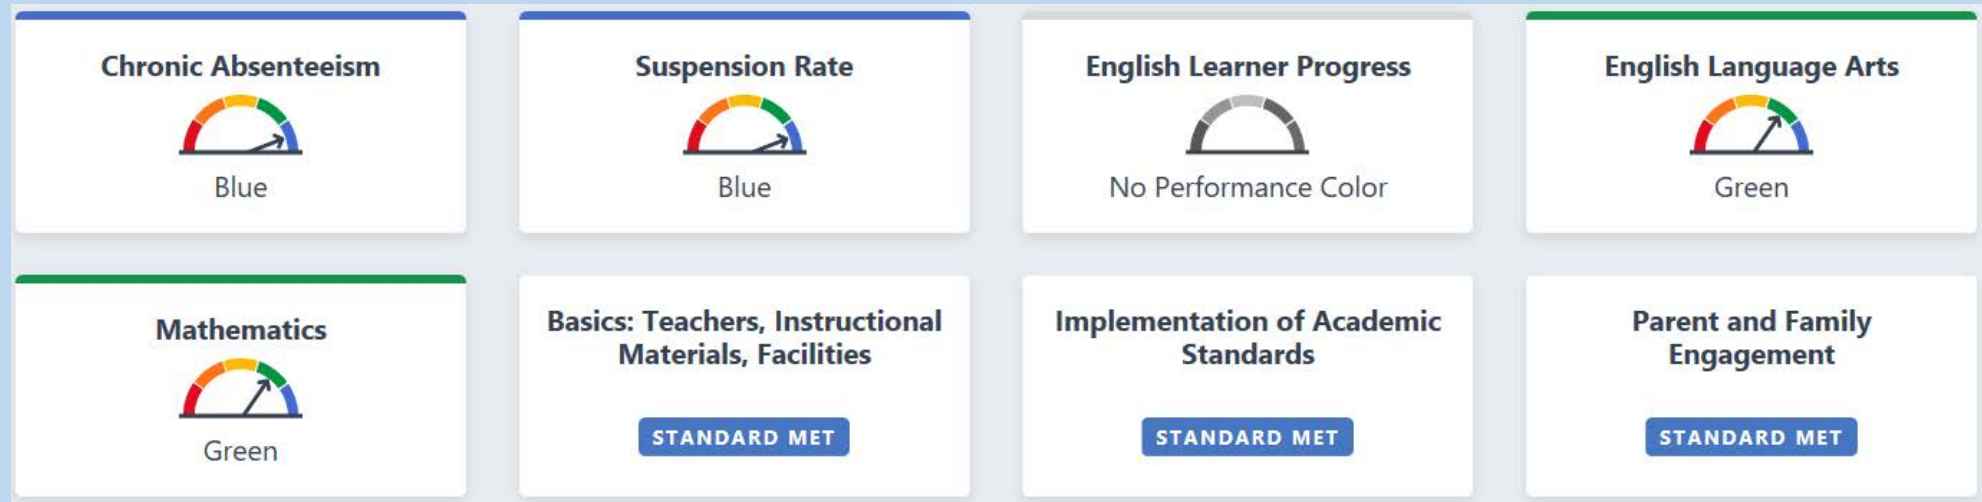 Chronic Absenteeism
Blue
Suspension Rate
Blue
English Learner Progress
No Performance Color
English Language Arts
Green
Mathematics
Green
Basics: Teachers, Instructional
Materials, Facilities
STANDARD MET
Implementation of Academic
Standards
STANDARD MET
Parent and Family
Engagement
STANDARD MET